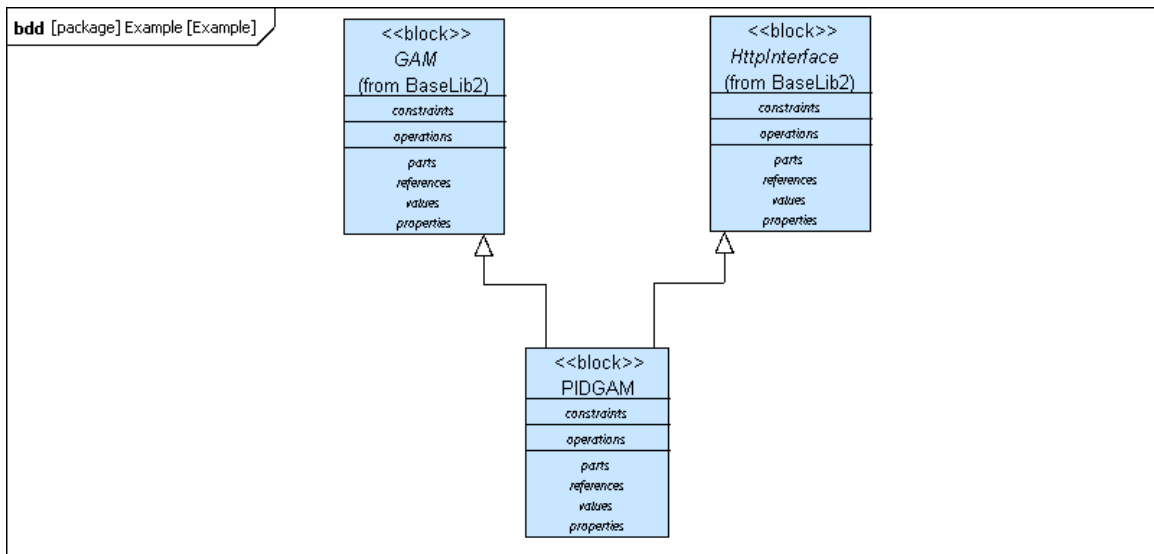 bdd [package] Example [Example]
<<block>>
GAM
(from BaseLib2)
constraints
operations
parts
references
values
properties
<<block>>
HttpInterface
(from BaseLib2)
constraints
operations
parts
references
values
properties
<<block>>
PIDGAM
constraints
operations
parts
references
values
properties